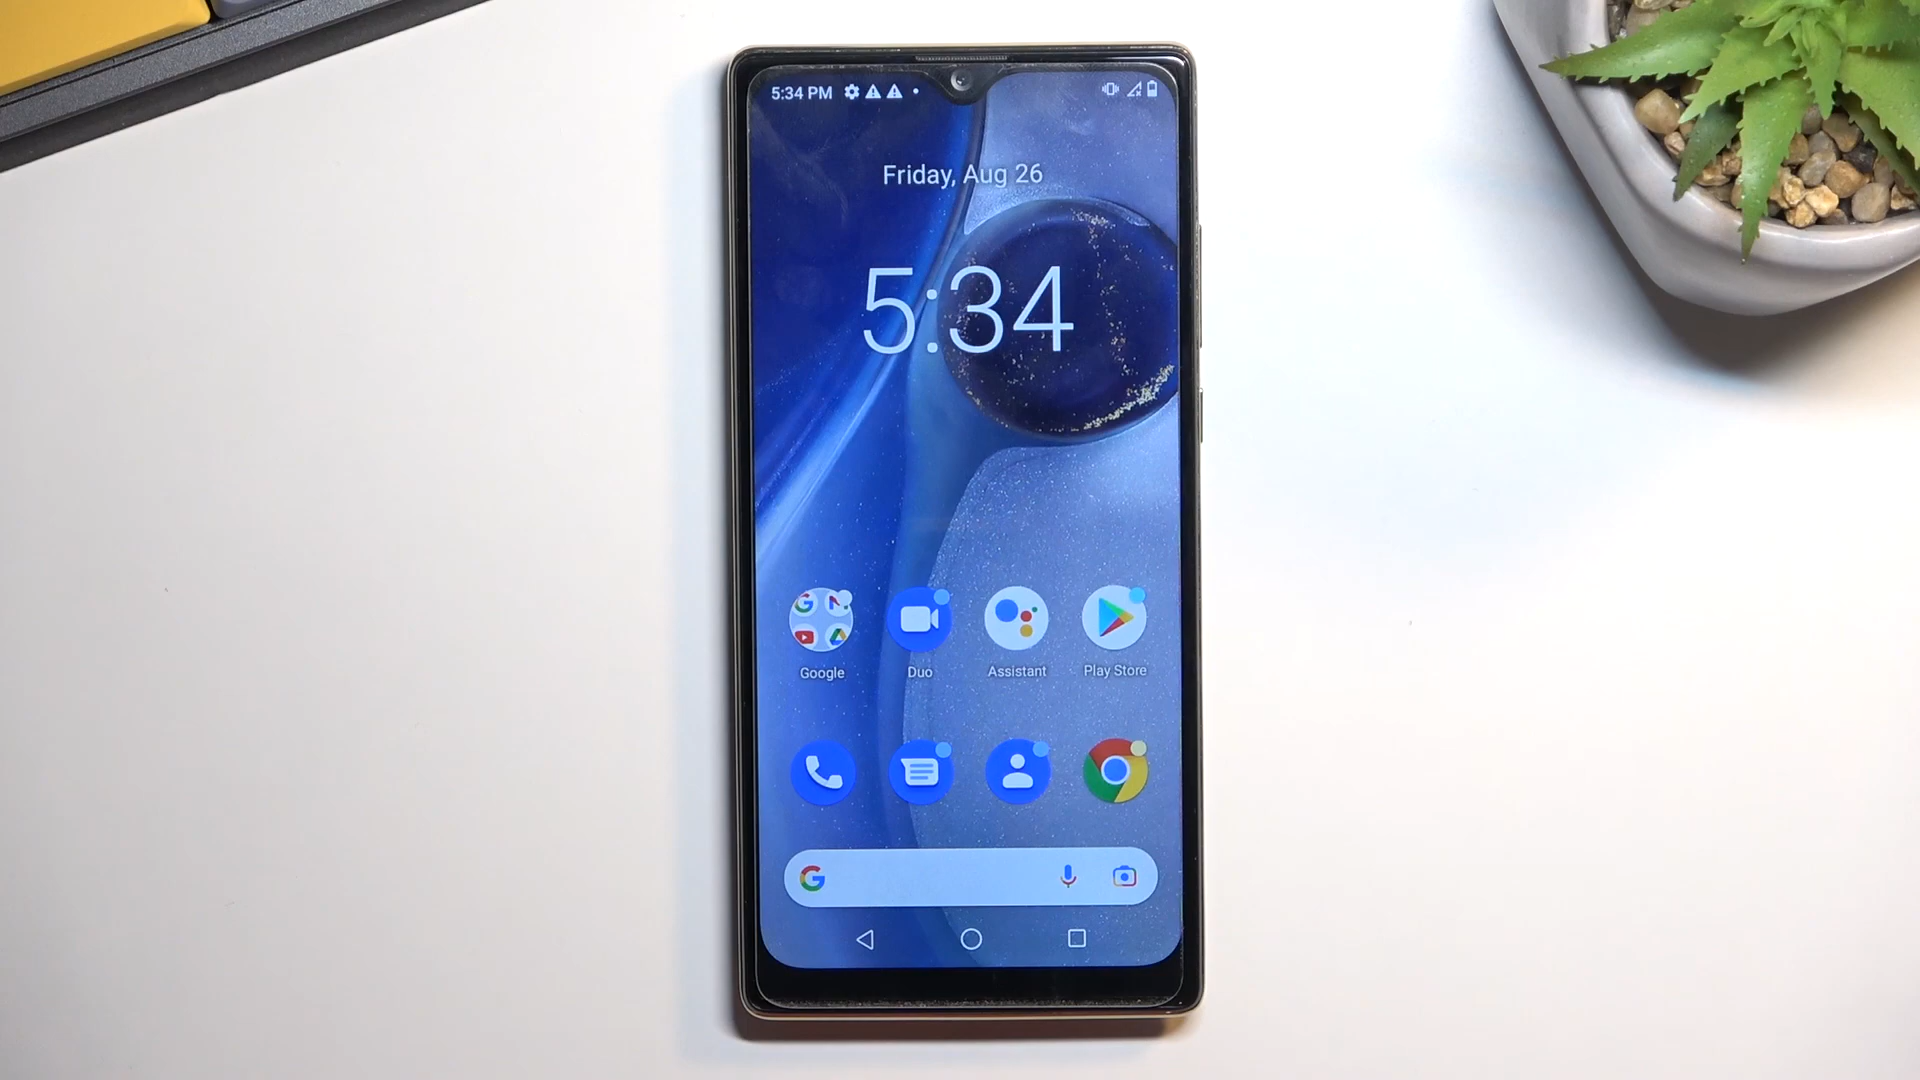 5:34 PM
Friday, Aug 26
5:34
Google
Duo
Assistant
Play Store